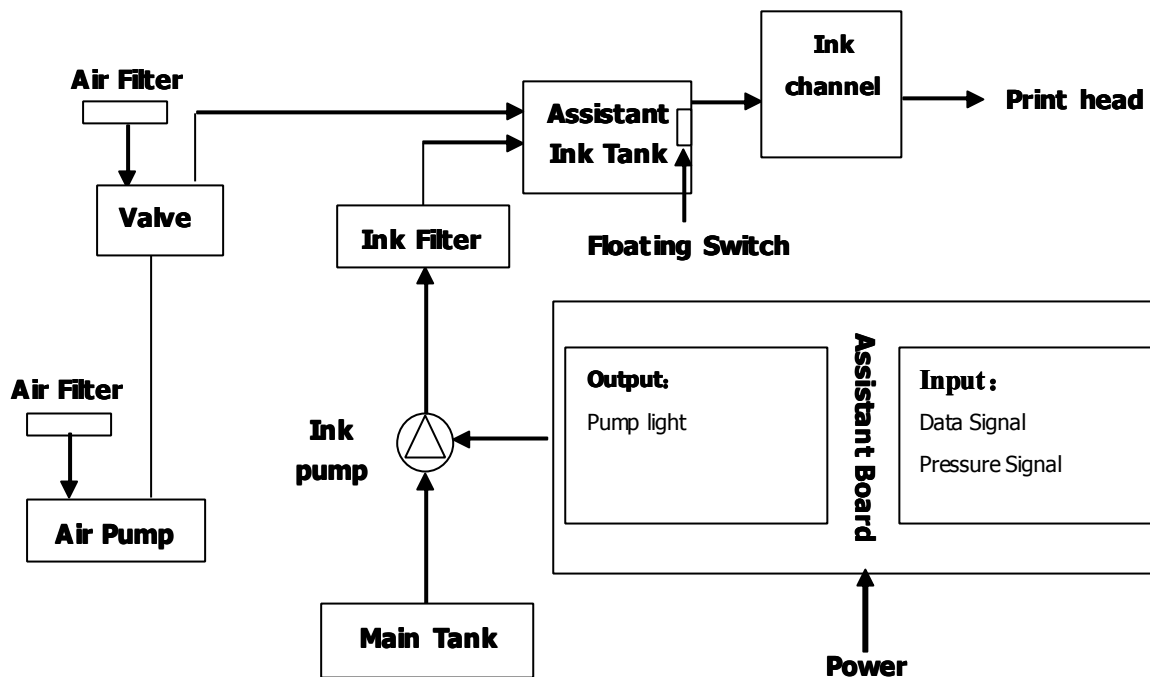 Ink
channel
Print head
Air Filter
Assistant
Ink Tank
Valve
Ink Filter
Floating Switch
Air Filter
Air Pump
Ink
pump
Output:
Pump light
Assistant Board
Input：
Data Signal
Pressure Signal
Main Tank
Power